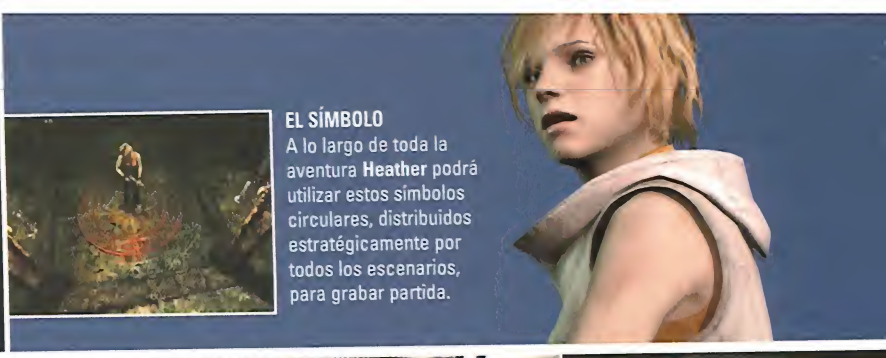 EL SÍMBOLO
A lo largo de toda la
aventura Heather podrá
utilizar estos símbolos
circulares, distribuidos
estratégicamente por
todos los escenarios,
para grabar partida.